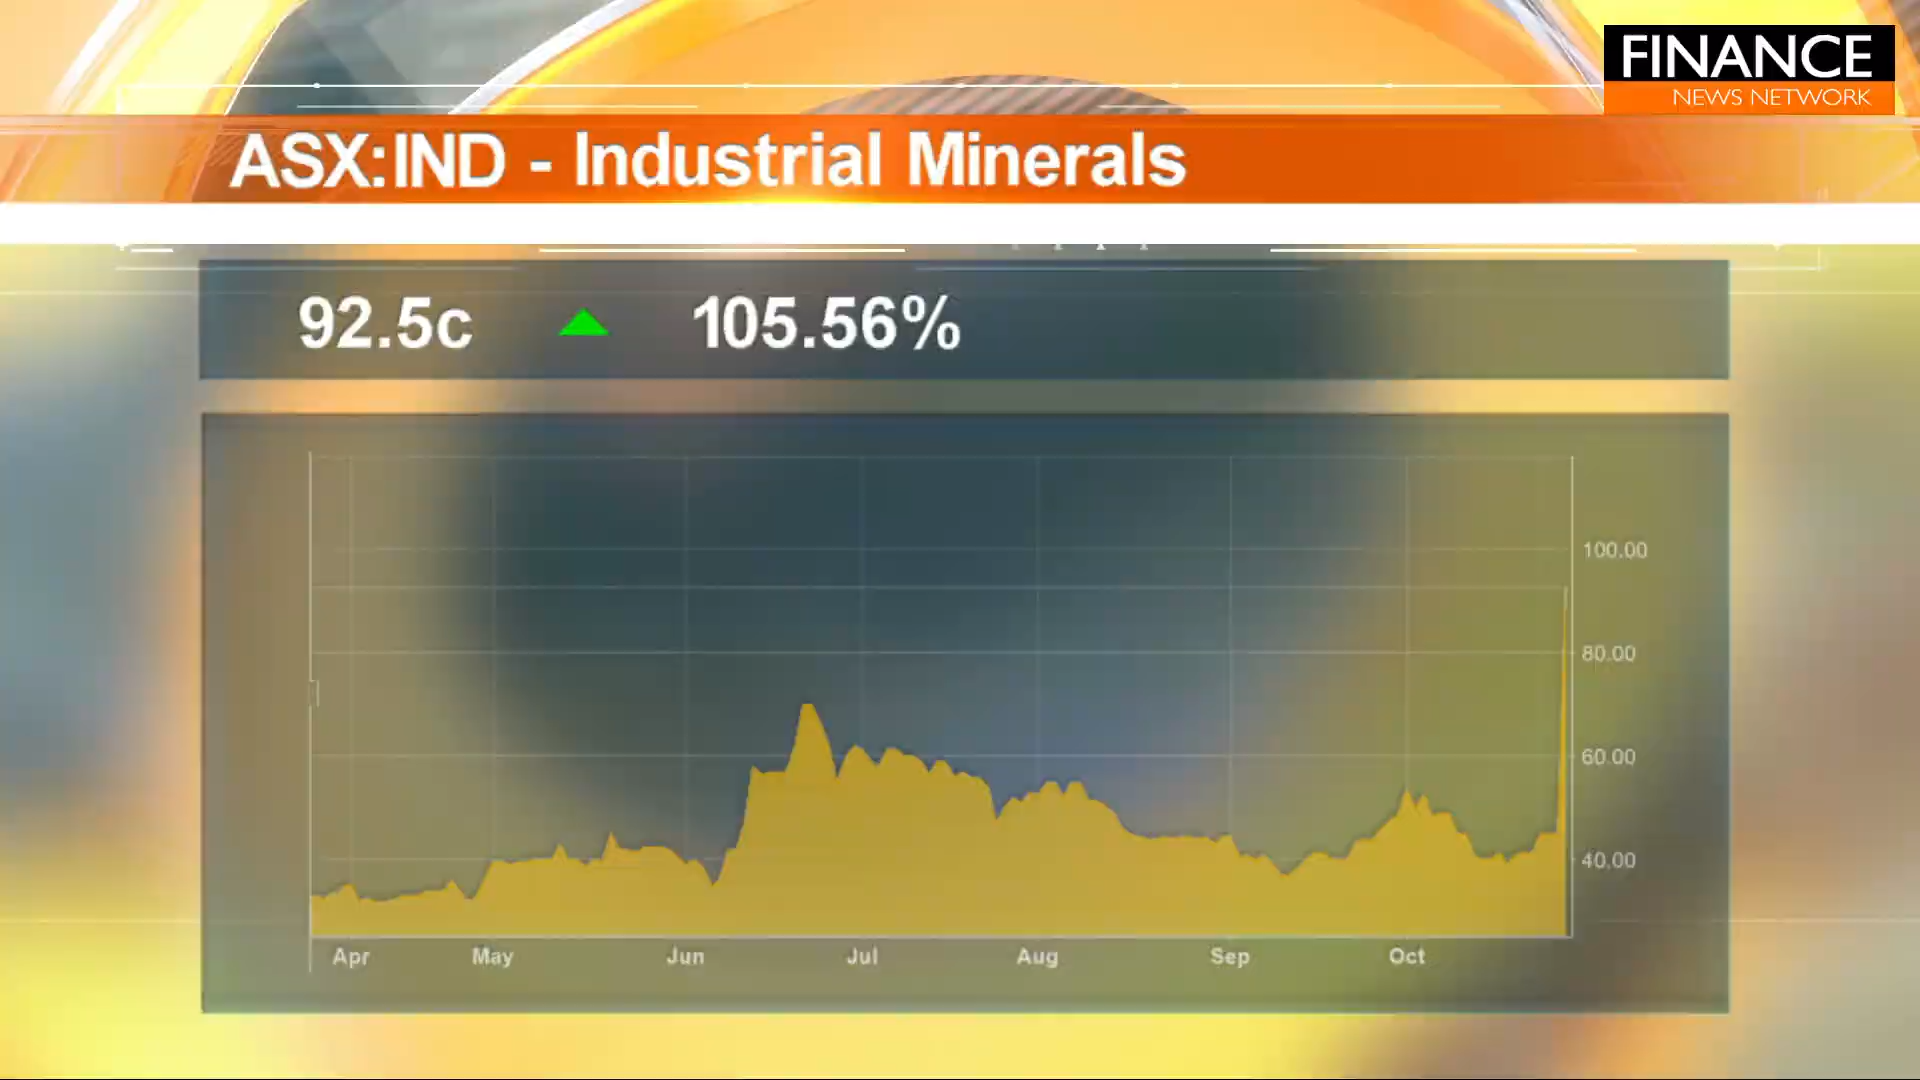 FINANCE
NEWS NETWORK
ASX:IND - Industrial Minerals
92.5c 105.56%
100.00
80.00
60.00
40.00
Apr May Jun Jul Aug Sep Oct